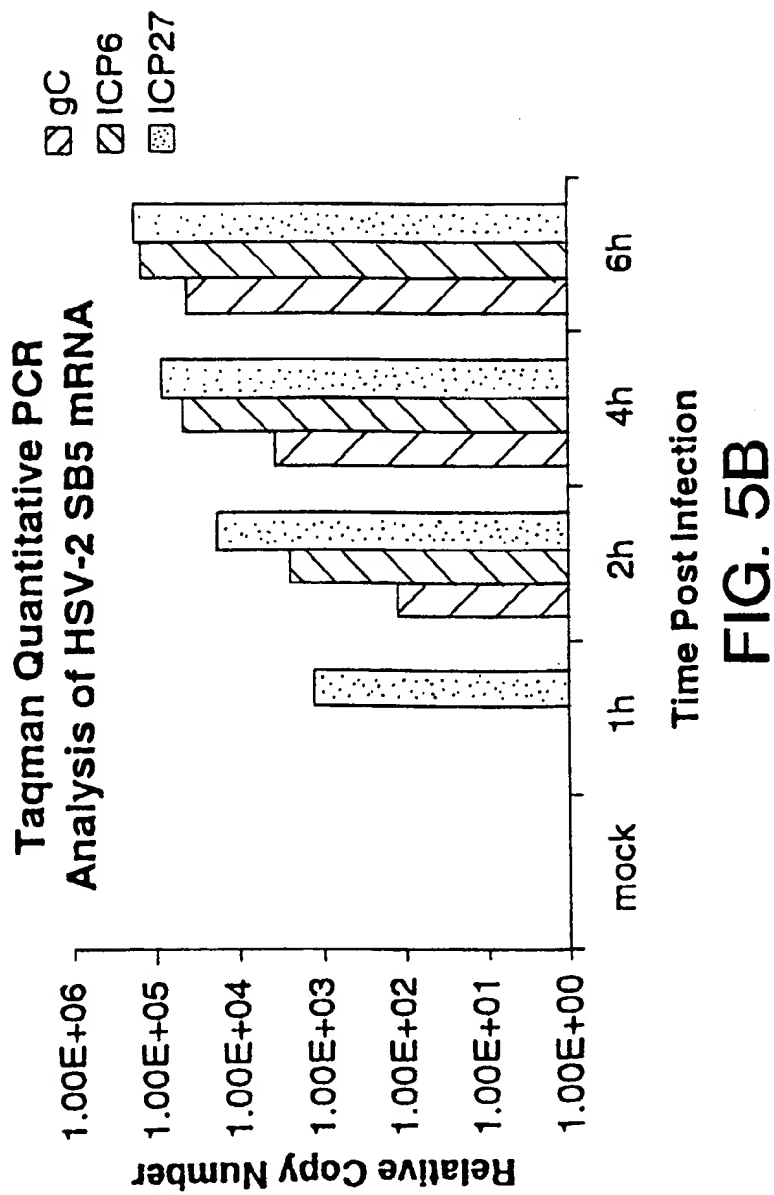 Taqman Quantitative PCR
Analysis of HSV-2 SB5 mRNA
gC
ICP6
ICP27
Relative Copy Number
1.00E+06
1.00E+05
1.00E+04
1.00E+03
1.00E+02
1.00E+01
1.00E+00
mock
1h
2h
4h
6h
Time Post Infection
FIG. 5B